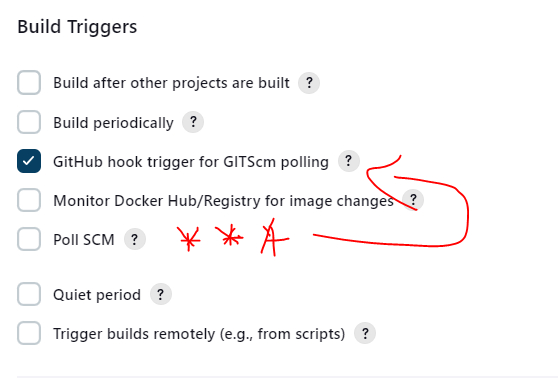 Build Triggers
Build after other projects are built ?
Build periodically ?
GitHub hook trigger for GITScm polling ?
Monitor Docker Hub/Registry for image changes ?
Poll SCM ? * * *
Quiet period ?
Trigger builds remotely (e.g., from scripts) ?